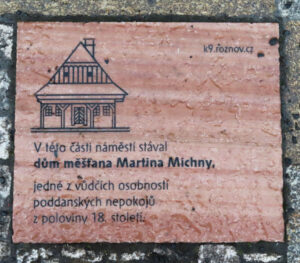 k9.roznov.cz
V této části náměstí stával
dům měšťana Martina Michny,
jedné z vůdčích osobností
poddanských nepokojů
z poloviny 18. století.